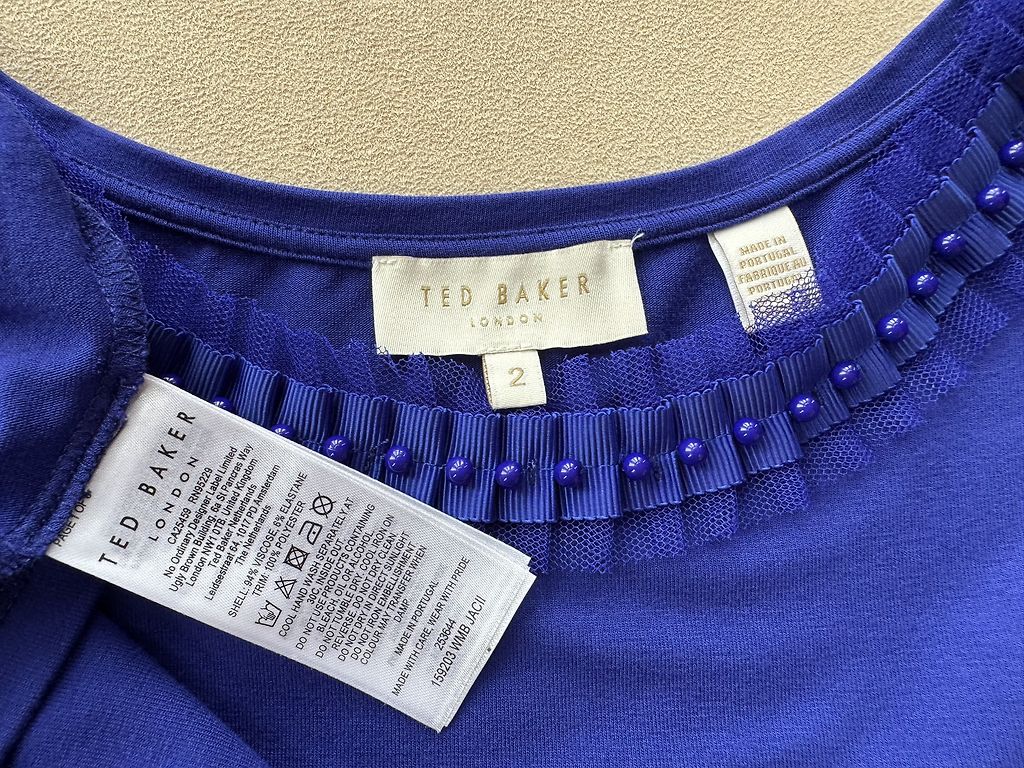 TED BAKER
LONDON
2
MADE IN
PORTUGAL
FABRIQUE AU
PORTUGAL
TED BAKER
LONDON
CA25459 RN95229
No Ordinary Designer Label Limited
Ugly Brown Building, 6a St Pancras Way
London NW1 0TB, United Kingdom
Ted Baker Netherlands
Leidsestraat 64, 1017 PD Amsterdam
The Netherlands
SHELL: 94% VISCOSE, 6% ELASTANE
TRIM: 100% POLYESTER
COOL HAND WASH SEPARATELY AT
30C, INSIDE OUT.
DO NOT USE PRODUCTS CONTAINING
BLEACH, OIL OR ALCOHOL.
DO NOT TUMBLE DRY. COOL IRON ON
REVERSE. DO NOT DRY CLEAN
DO NOT IRON EMBELLISHMENT
DO NOT DRY IN DIRECT SUNLIGHT
COLOUR MAY TRANSFER WHEN
DAMP
MADE IN PORTUGAL
MADE WITH CARE, WEAR WITH PRIDE
253644
159203 WMB JACII